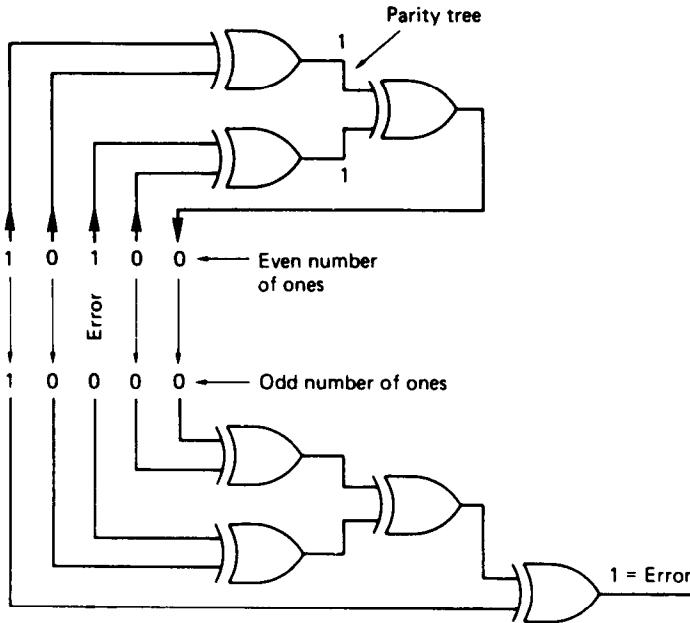 Parity tree
1
1
1 0 1 0 0
Even number
of ones
Error
1 0 0 0 0
Odd number of ones
1 = Error